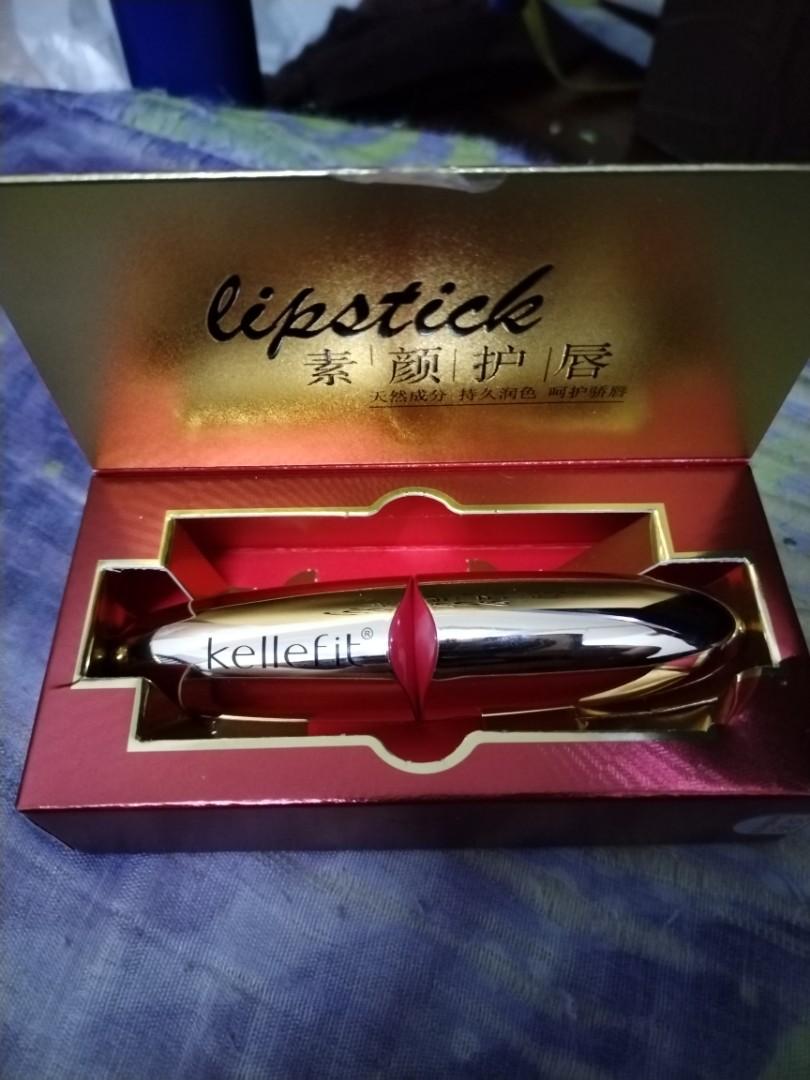 lipstick
素 | 颜 | 护 | 唇
天然成分 持久润色 呵护骄唇
kellefit®